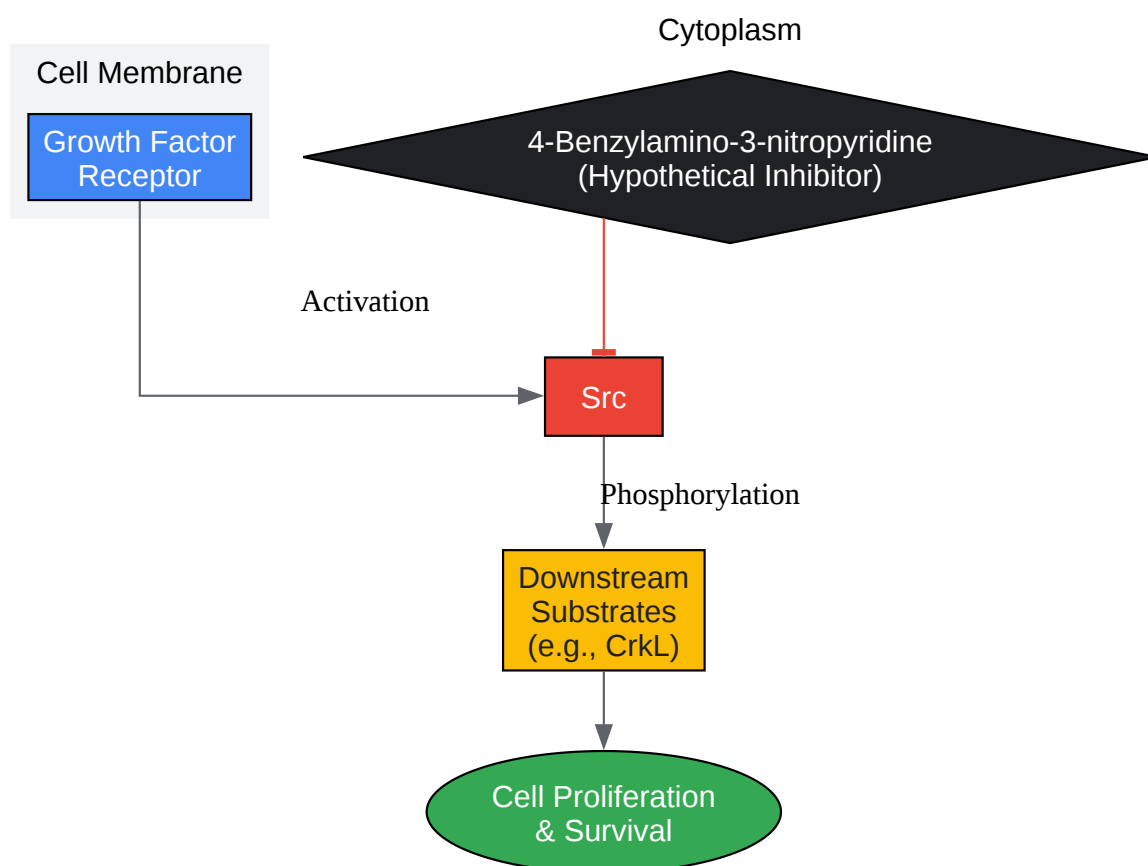 Cytoplasm
Cell Membrane
Growth Factor
Receptor
4-Benzylamino-3-nitropyridine
(Hypothetical Inhibitor)
Activation
Src
Phosphorylation
Downstream
Substrates
(e.g., CrkL)
Cell Proliferation
& Survival